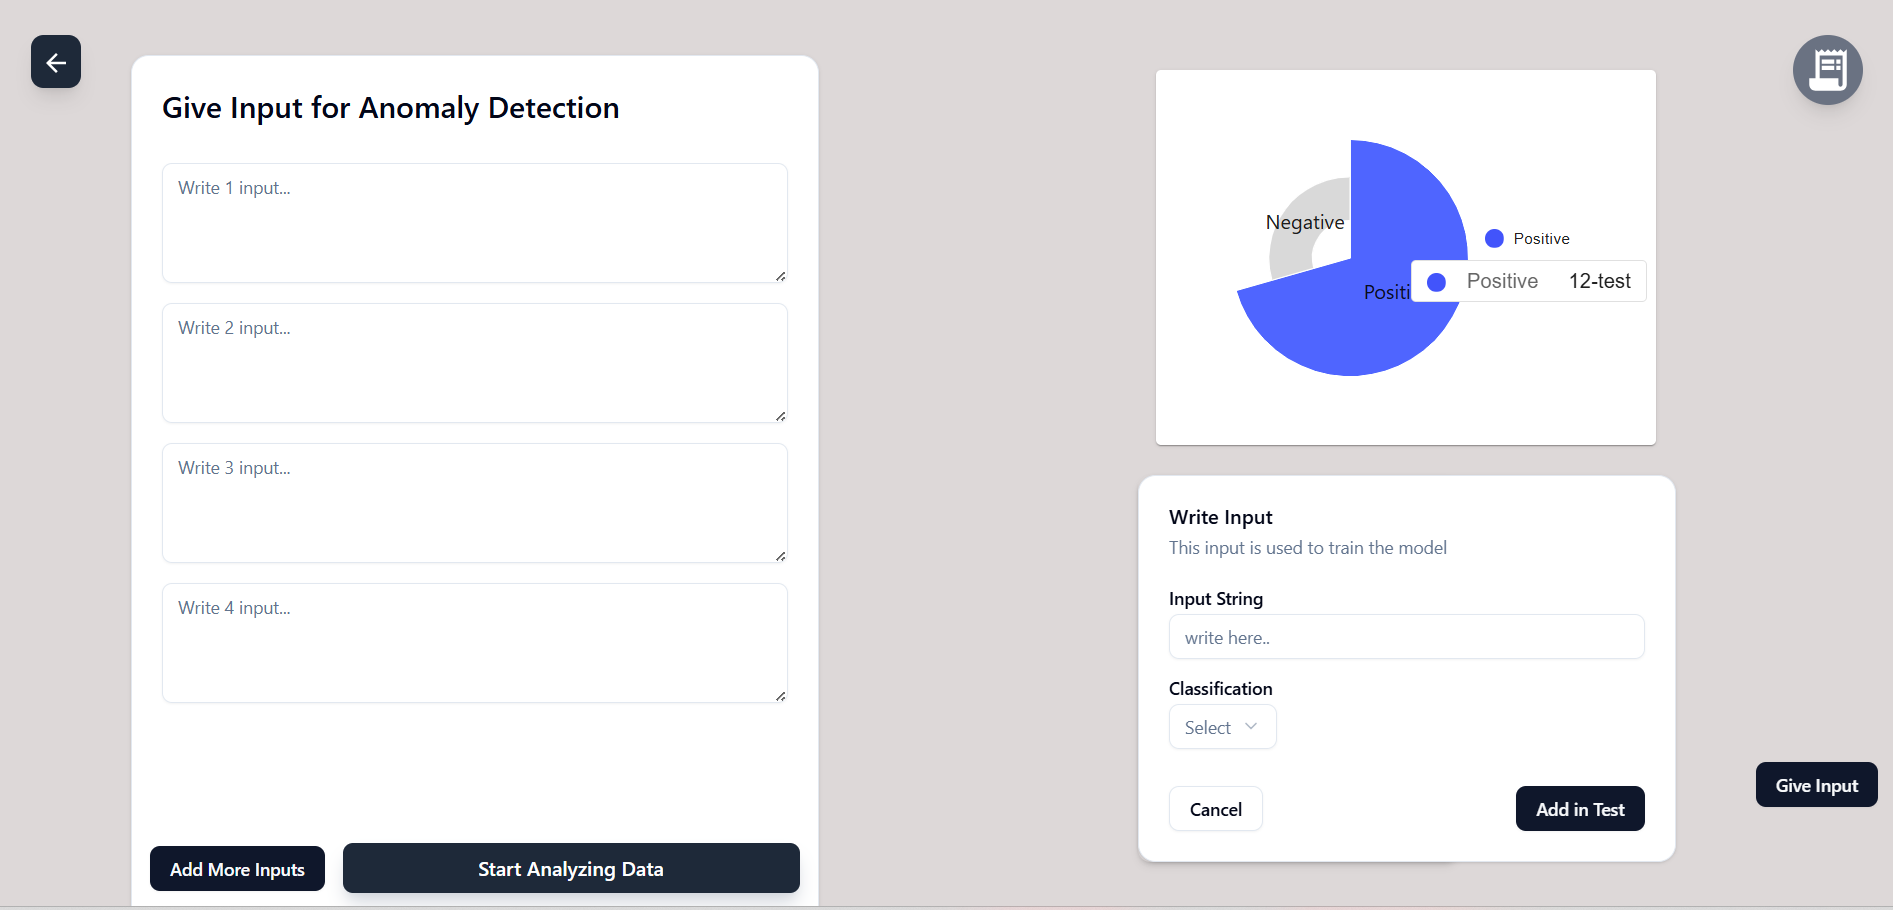 Give Input for Anomaly Detection
Write 1 input...
Write 2 input...
Write 3 input...
Write 4 input...
Add More Inputs
Start Analyzing Data
Negative
Positive
Positive 12-test
Positi
Write Input
This input is used to train the model
Input String
write here..
Classification
Select
Cancel
Add in Test
Give Input